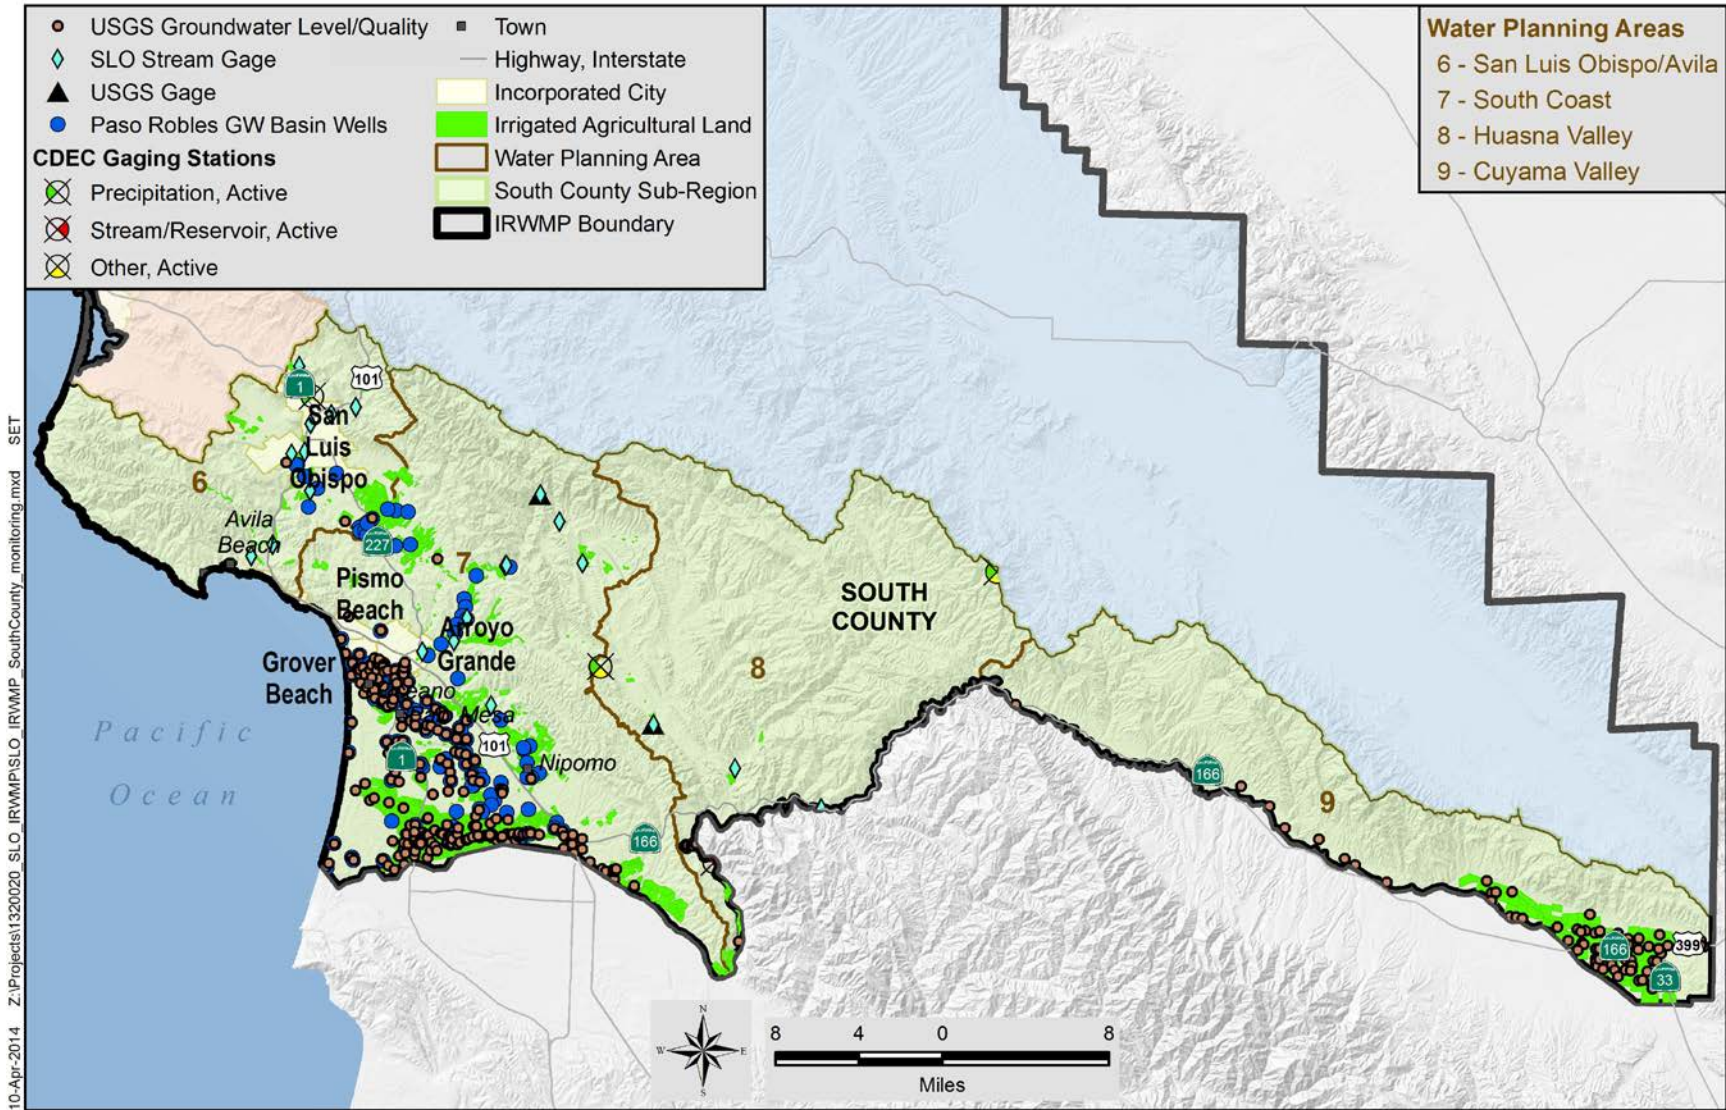 USGS Groundwater Level/Quality
SLO Stream Gage
USGS Gage
Paso Robles GW Basin Wells
CDEC Gaging Stations
Precipitation, Active
Stream/Reservoir, Active
Other, Active
Town
Highway, Interstate
Incorporated City
Irrigated Agricultural Land
Water Planning Area
South County Sub-Region
IRWMP Boundary
Water Planning Areas
6 - San Luis Obispo/Avila
7 - South Coast
8 - Huasna Valley
9 - Cuyama Valley
1
101
San
Luis
Obispo
6
Avila
Beach
227
7
Pismo
Beach
Arroyo
Grande
Grover
Beach
SOUTH
COUNTY
8
Mesa
101
1
Nipomo
166
166
9
166
399
33
Pacific
Ocean
N
W
E
S
8 4 0 8
Miles
10-Apr-2014 Z:\Projects\1320020_SLO_IRWMP\SLO_IRWMP_SouthCounty_monitoring.mxd SET